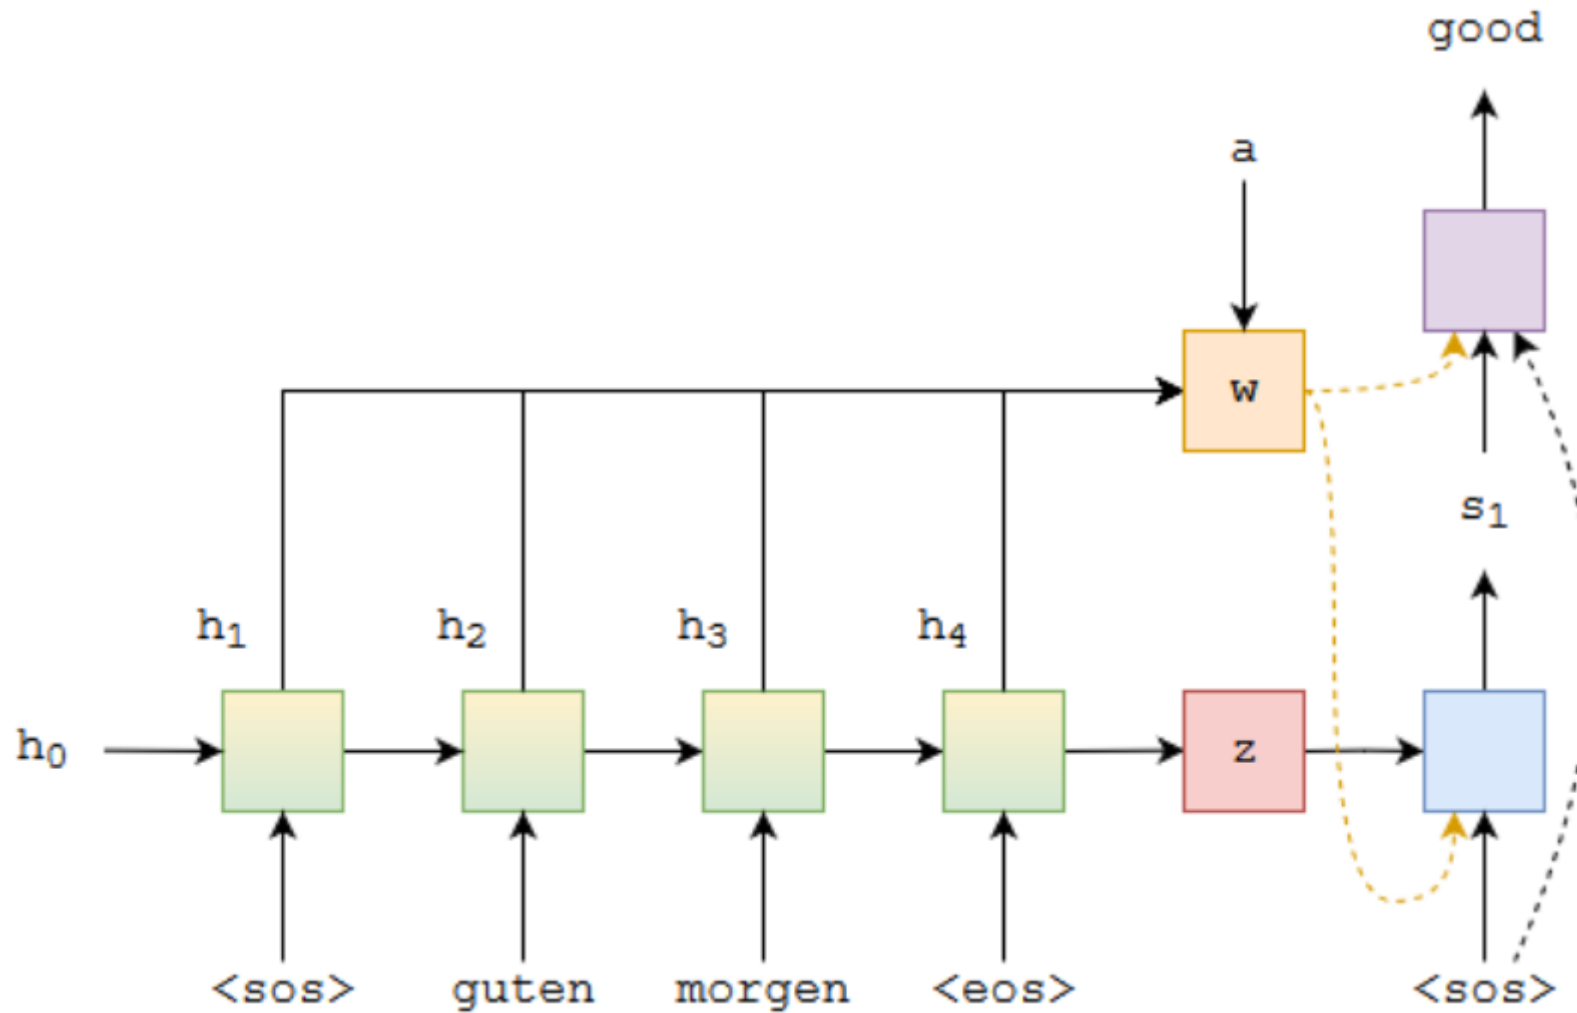 good
a
w
s₁
h₁ h₂ h₃ h₄
h₀ z
<sos> guten morgen <eos> <sos>